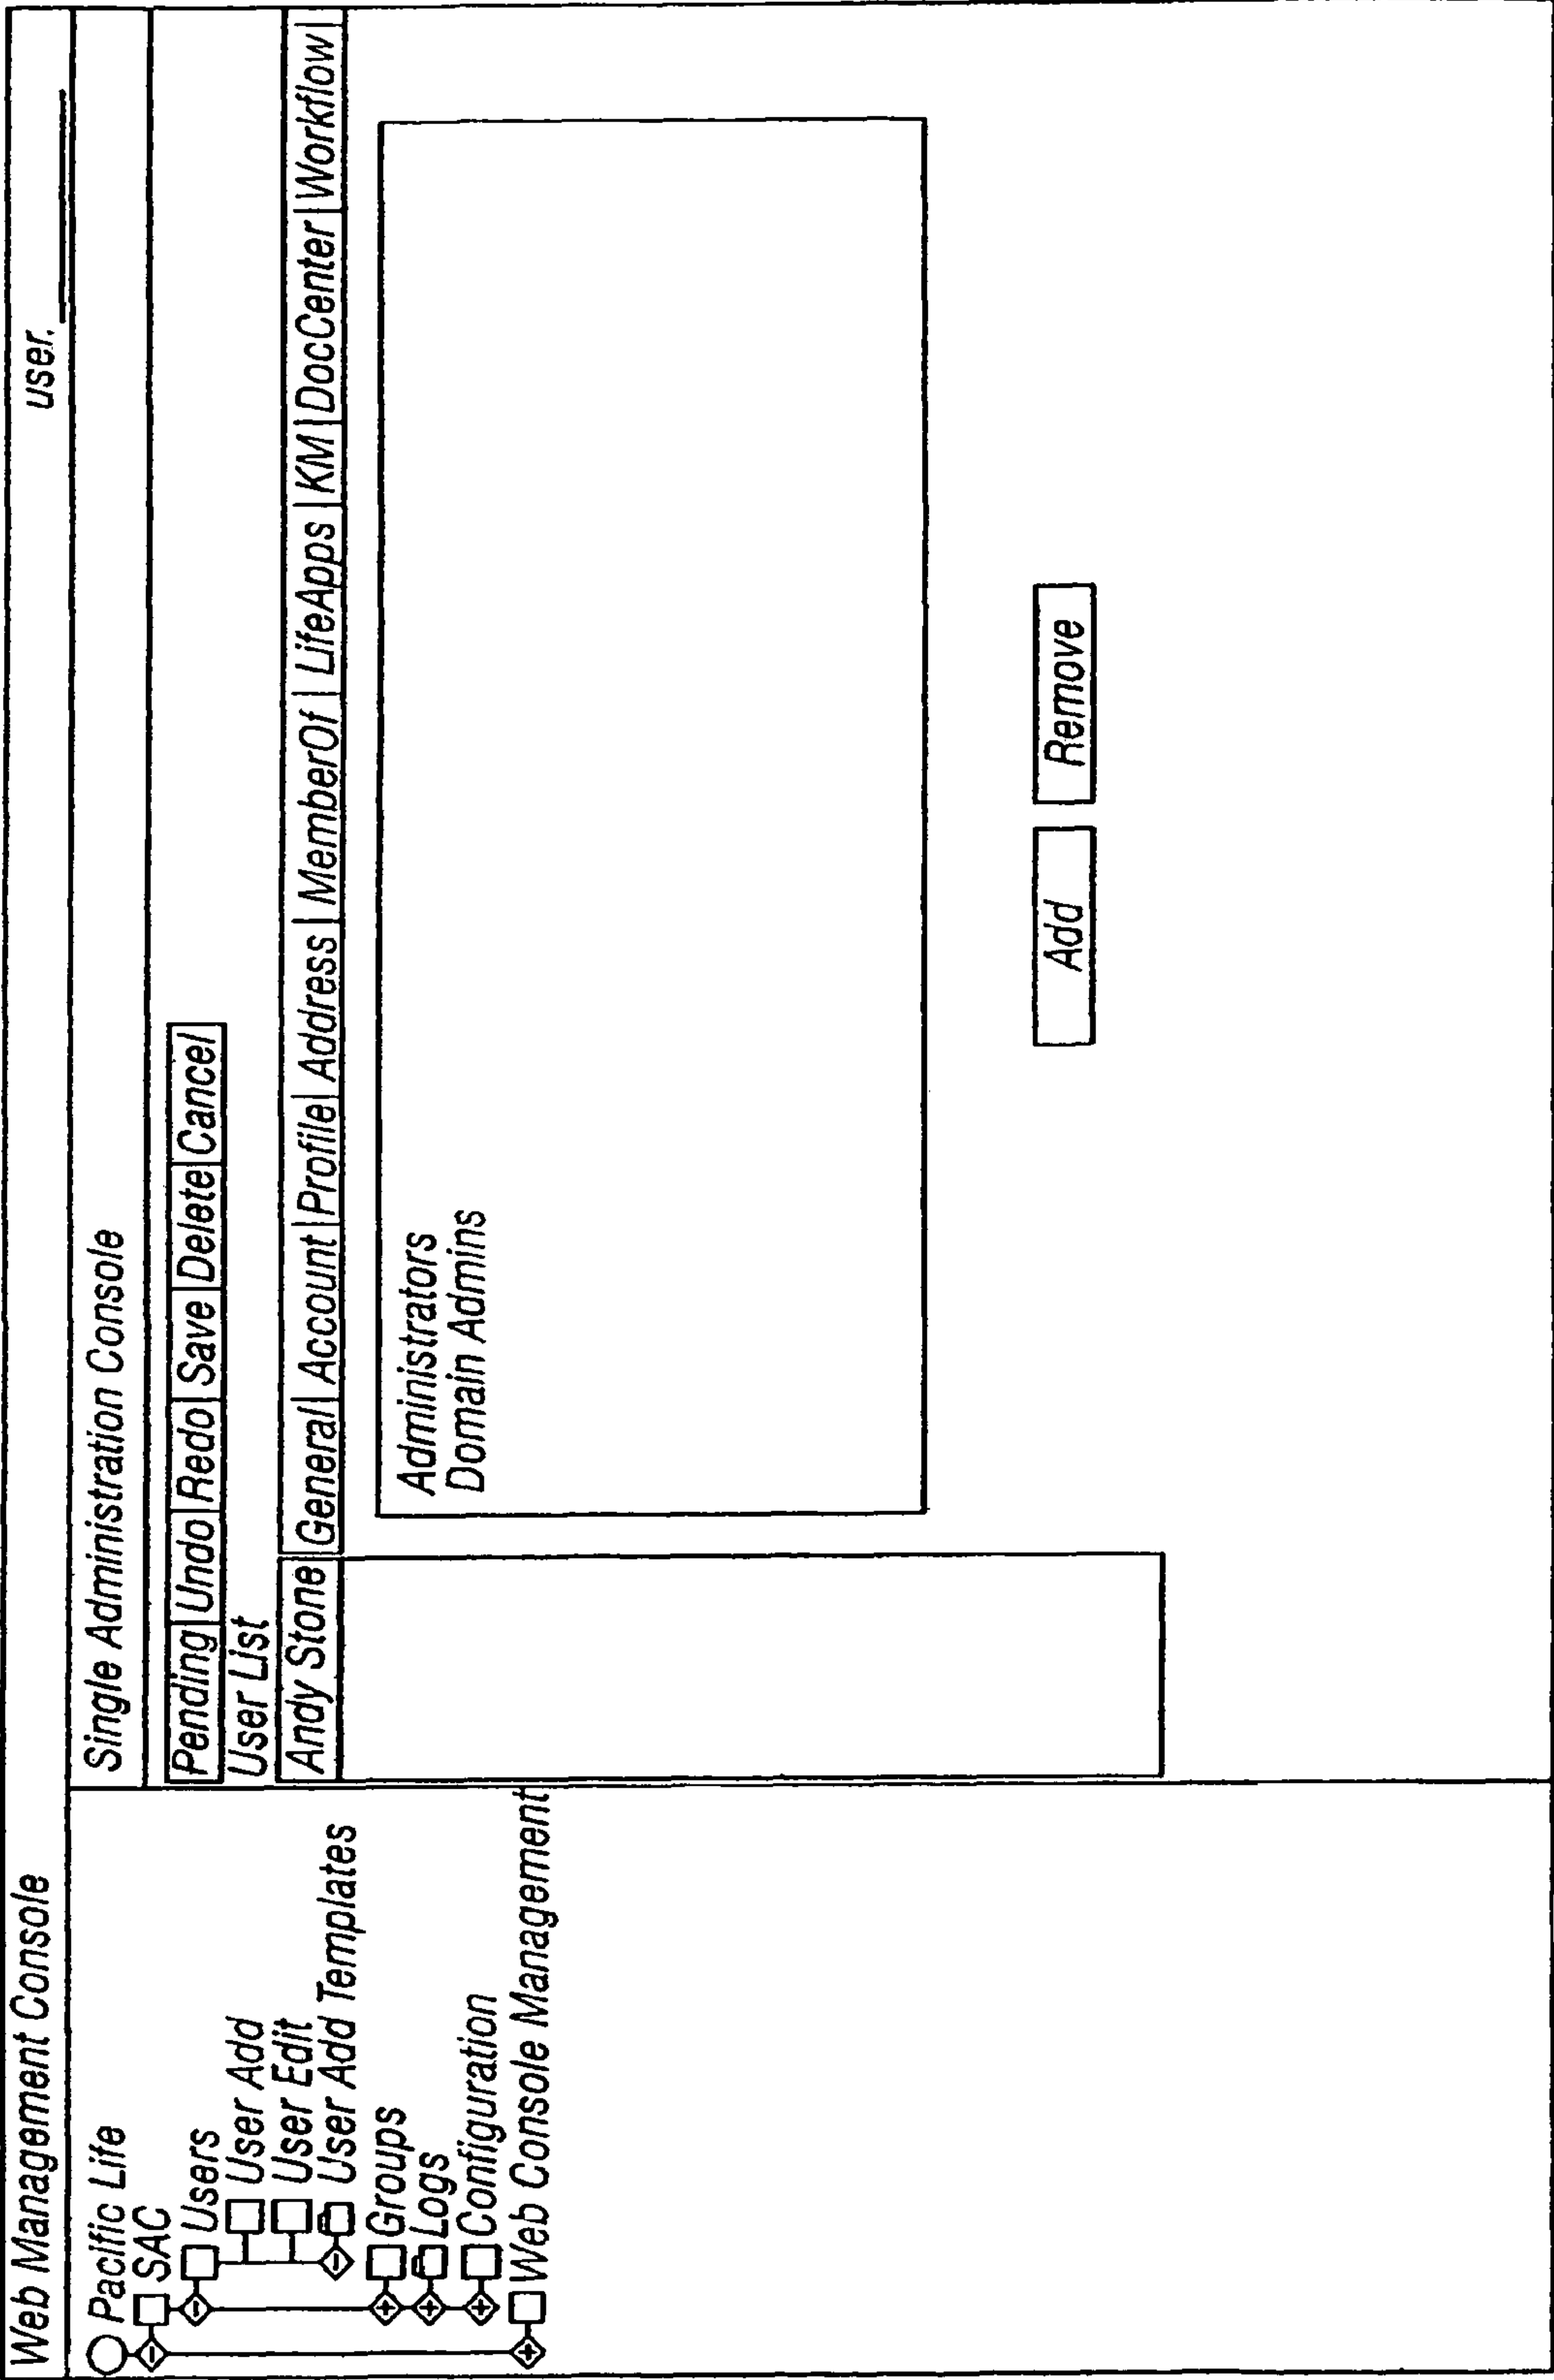 Web Management Console user.
Pacific Life
SAC
Users
User Add
User Edit
User Add Templates
Groups
Logs
Configuration
Web Console Management
Single Administration Console
Pending Undo Redo Save Delete Cancel
User List
Andy Stone General Account Profile Address MemberOf LifeApps KM DocCenter Workflow
Administrators
Domain Admins
Add Remove